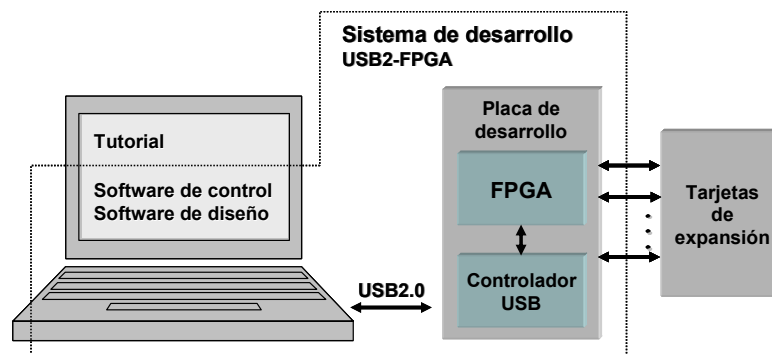 Sistema de desarrollo
USB2-FPGA
Tutorial
Software de control
Software de diseño
USB2.0
Placa de
desarrollo
FPGA
Controlador
USB
Tarjetas
de
expansión